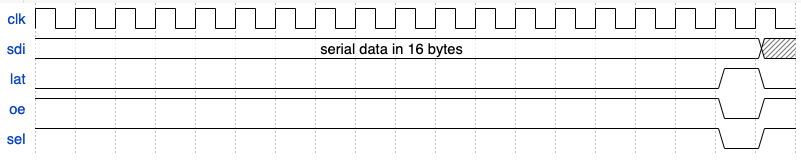 clk
sdi serial data in 16 bytes
lat
oe
sel